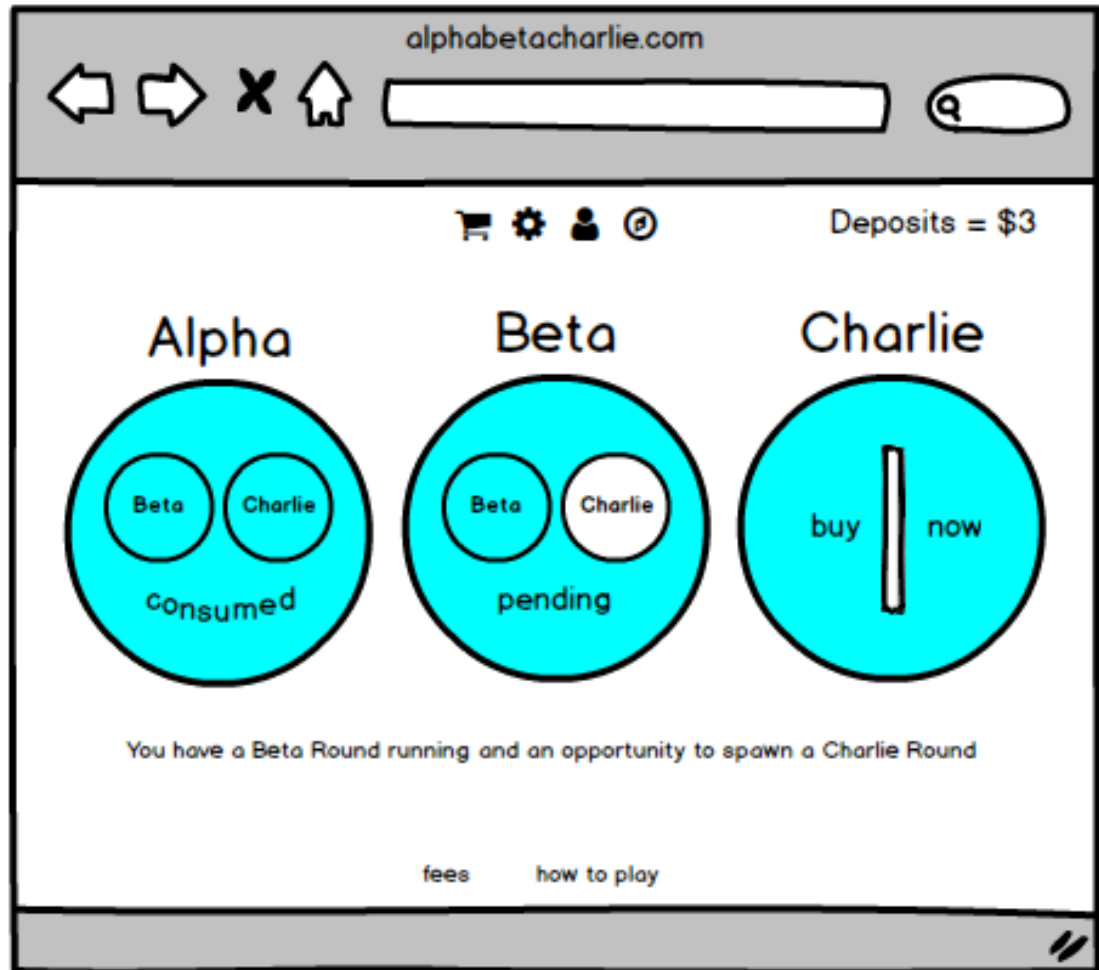 alphabetacharlie.com
Deposits = $3
Alpha
Beta
Charlie
Beta
Charlie
consumed
Beta
Charlie
pending
buy
now
You have a Beta Round running and an opportunity to spawn a Charlie Round
fees
how to play